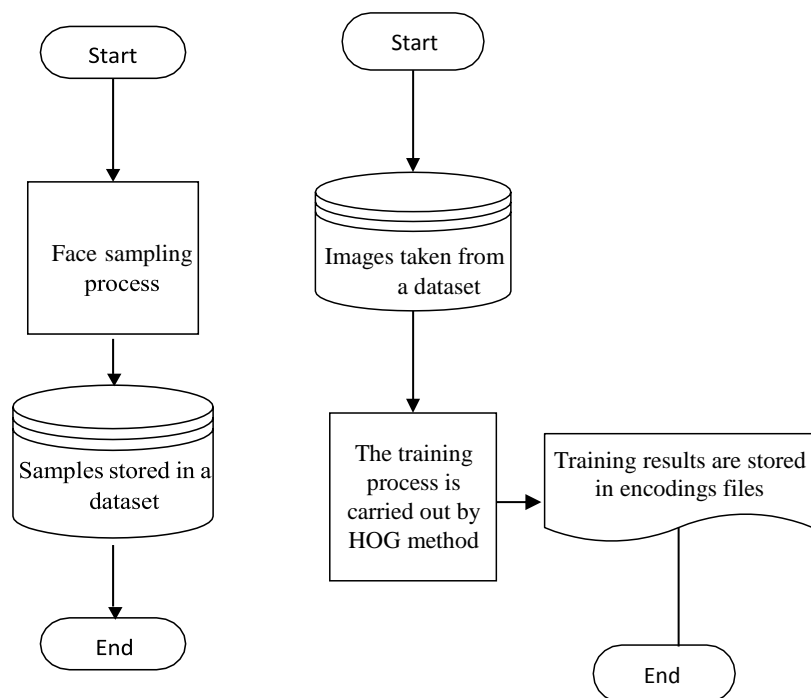 Start
Face sampling
process
Samples stored in a
dataset
End
Start
Images taken from
a dataset
The training
process is
carried out by
HOG method
Training results are stored
in encodings files
End